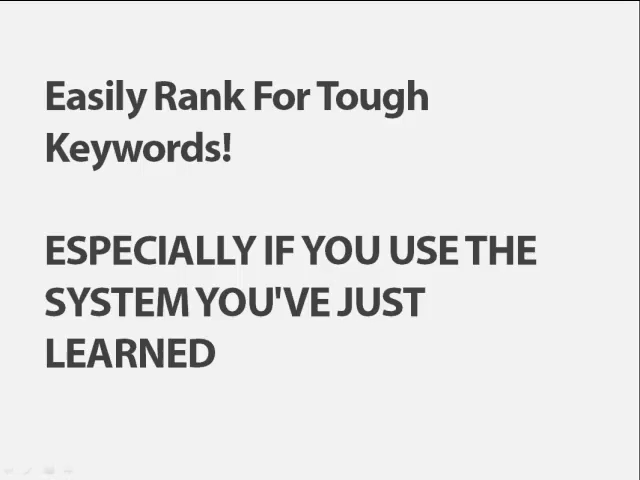 Easily Rank For Tough
Keywords!
ESPECIALLY IF YOU USE THE
SYSTEM YOU'VE JUST
LEARNED